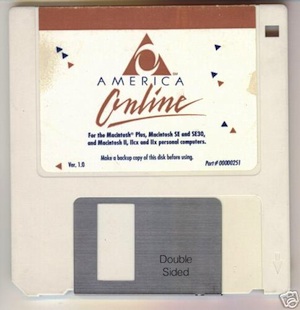 AMERICA
Online
For the Macintosh® Plus, Macintosh SE and SE30,
and Macintosh II, IIcx and IIx personal computers.
Make a backup copy of this disk before using.
Ver. 1.0 Part # 00000251
Double
Sided